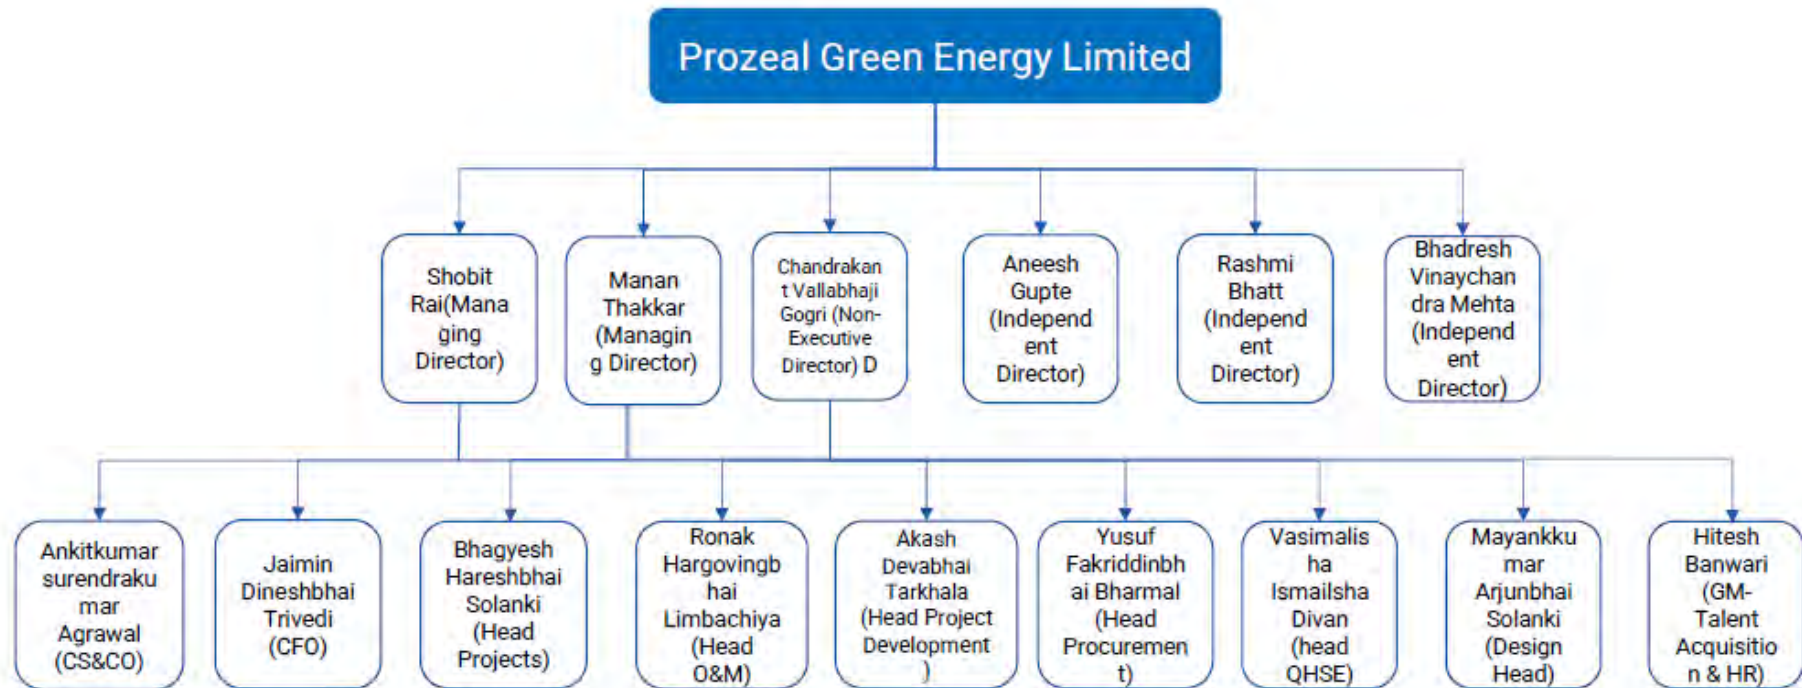 Prozeal Green Energy Limited
Shobit
Rai(Mana
ging
Director)
Manan
Thakkar
(Managin
g Director)
Chandrakan
t Vallabhaji
Gogri (Non-
Executive
Director) D
Aneesh
Gupte
(Independ
ent
Director)
Rashmi
Bhatt
(Independ
ent
Director)
Bhadresh
Vinaychan
dra Mehta
(Independ
ent
Director)
Ankitkumar
surendraku
mar
Agrawal
(CS&CO)
Jaimin
Dineshbhai
Trivedi
(CFO)
Bhagyesh
Hareshbhai
Solanki
(Head
Projects)
Ronak
Hargovingb
hai
Limbachiya
(Head
O&M)
Akash
Devabhai
Tarkhala
(Head Project
Development
)
Yusuf
Fakriddinbh
ai Bharmal
(Head
Procuremen
t)
Vasimalis
ha
Ismailsha
Divan
(head
QHSE)
Mayankku
mar
Arjunbhai
Solanki
(Design
Head)
Hitesh
Banwari
(GM-
Talent
Acquisitio
n & HR)